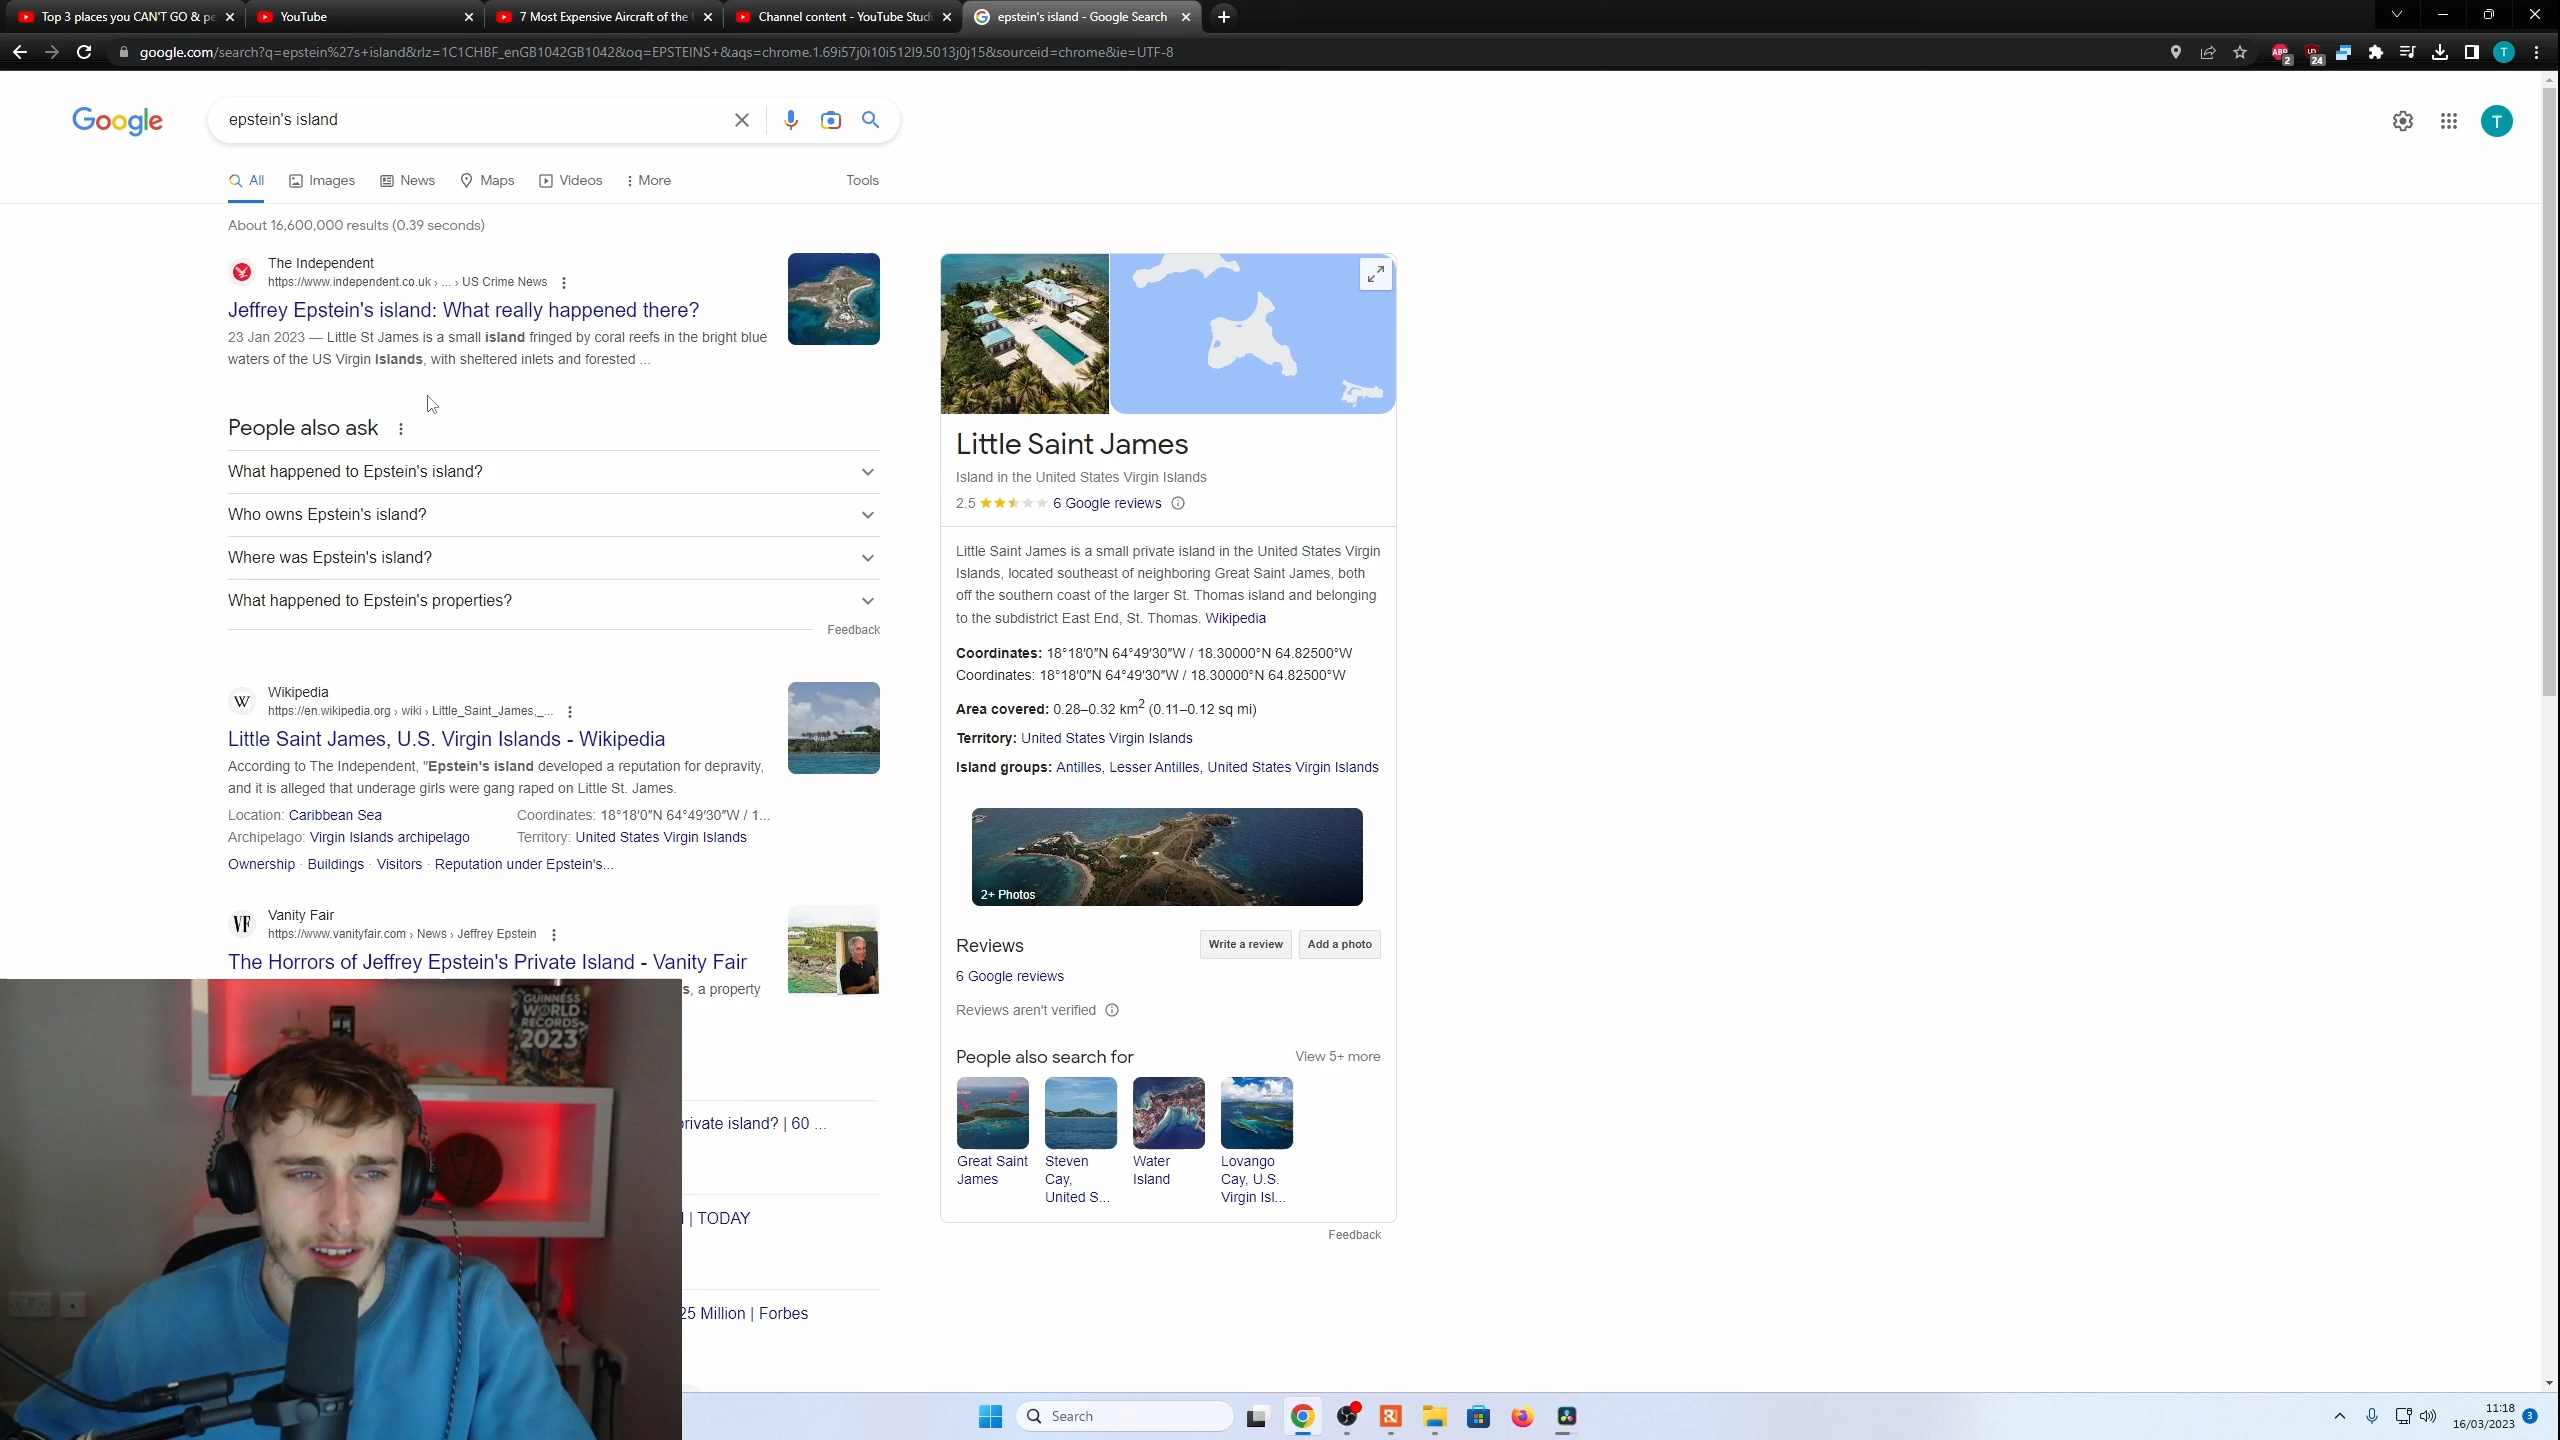 Top 3 places you CAN'T GO & pe
YouTube
7 Most Expensive Aircraft of the
Channel content - YouTube Studi
epstein's island - Google Search
google.com/search?q=epstein%27s+island&rlz=1C1CHBF_enGB1042GB1042&oq=EPSTEINS+&aqs=chrome.1.69i57j0i10i512l9.5013j0j15&sourceid=chrome&ie=UTF-8
ABP
2
24
T
Google
epstein's island
T
All
Images
News
Maps
Videos
More
Tools
About 16,600,000 results (0.39 seconds)
The Independent
https://www.independent.co.uk › ... › US Crime News
Jeffrey Epstein's island: What really happened there?
23 Jan 2023 — Little St James is a small island fringed by coral reefs in the bright blue
waters of the US Virgin Islands, with sheltered inlets and forested ...
People also ask
What happened to Epstein's island?
Who owns Epstein's island?
Where was Epstein's island?
What happened to Epstein's properties?
Feedback
W
Wikipedia
https://en.wikipedia.org › wiki › Little_Saint_James,_...
Little Saint James, U.S. Virgin Islands - Wikipedia
According to The Independent, "Epstein's island developed a reputation for depravity,
and it is alleged that underage girls were gang raped on Little St. James.
Location: Caribbean Sea
Coordinates: 18°18′0″N 64°49′30″W / 1...
Archipelago: Virgin Islands archipelago
Territory: United States Virgin Islands
Ownership · Buildings · Visitors · Reputation under Epstein's...
VF
Vanity Fair
https://www.vanityfair.com › News › Jeffrey Epstein
The Horrors of Jeffrey Epstein's Private Island - Vanity Fair
s, a property
private island? | 60 ...
| TODAY
25 Million | Forbes
Little Saint James
Island in the United States Virgin Islands
2.5
6 Google reviews
Little Saint James is a small private island in the United States Virgin
Islands, located southeast of neighboring Great Saint James, both
off the southern coast of the larger St. Thomas island and belonging
to the subdistrict East End, St. Thomas. Wikipedia
Coordinates: 18°18′0″N 64°49′30″W / 18.30000°N 64.82500°W
Coordinates: 18°18′0″N 64°49′30″W / 18.30000°N 64.82500°W
Area covered: 0.28–0.32 km² (0.11–0.12 sq mi)
Territory: United States Virgin Islands
Island groups: Antilles, Lesser Antilles, United States Virgin Islands
2+ Photos
Reviews
Write a review
Add a photo
6 Google reviews
Reviews aren't verified
People also search for
View 5+ more
Great Saint
James
Steven
Cay,
United S...
Water
Island
Lovango
Cay, U.S.
Virgin Isl...
Feedback
GUINNESS
WORLD
RECORDS
2023
Search
11:18
16/03/2023
3